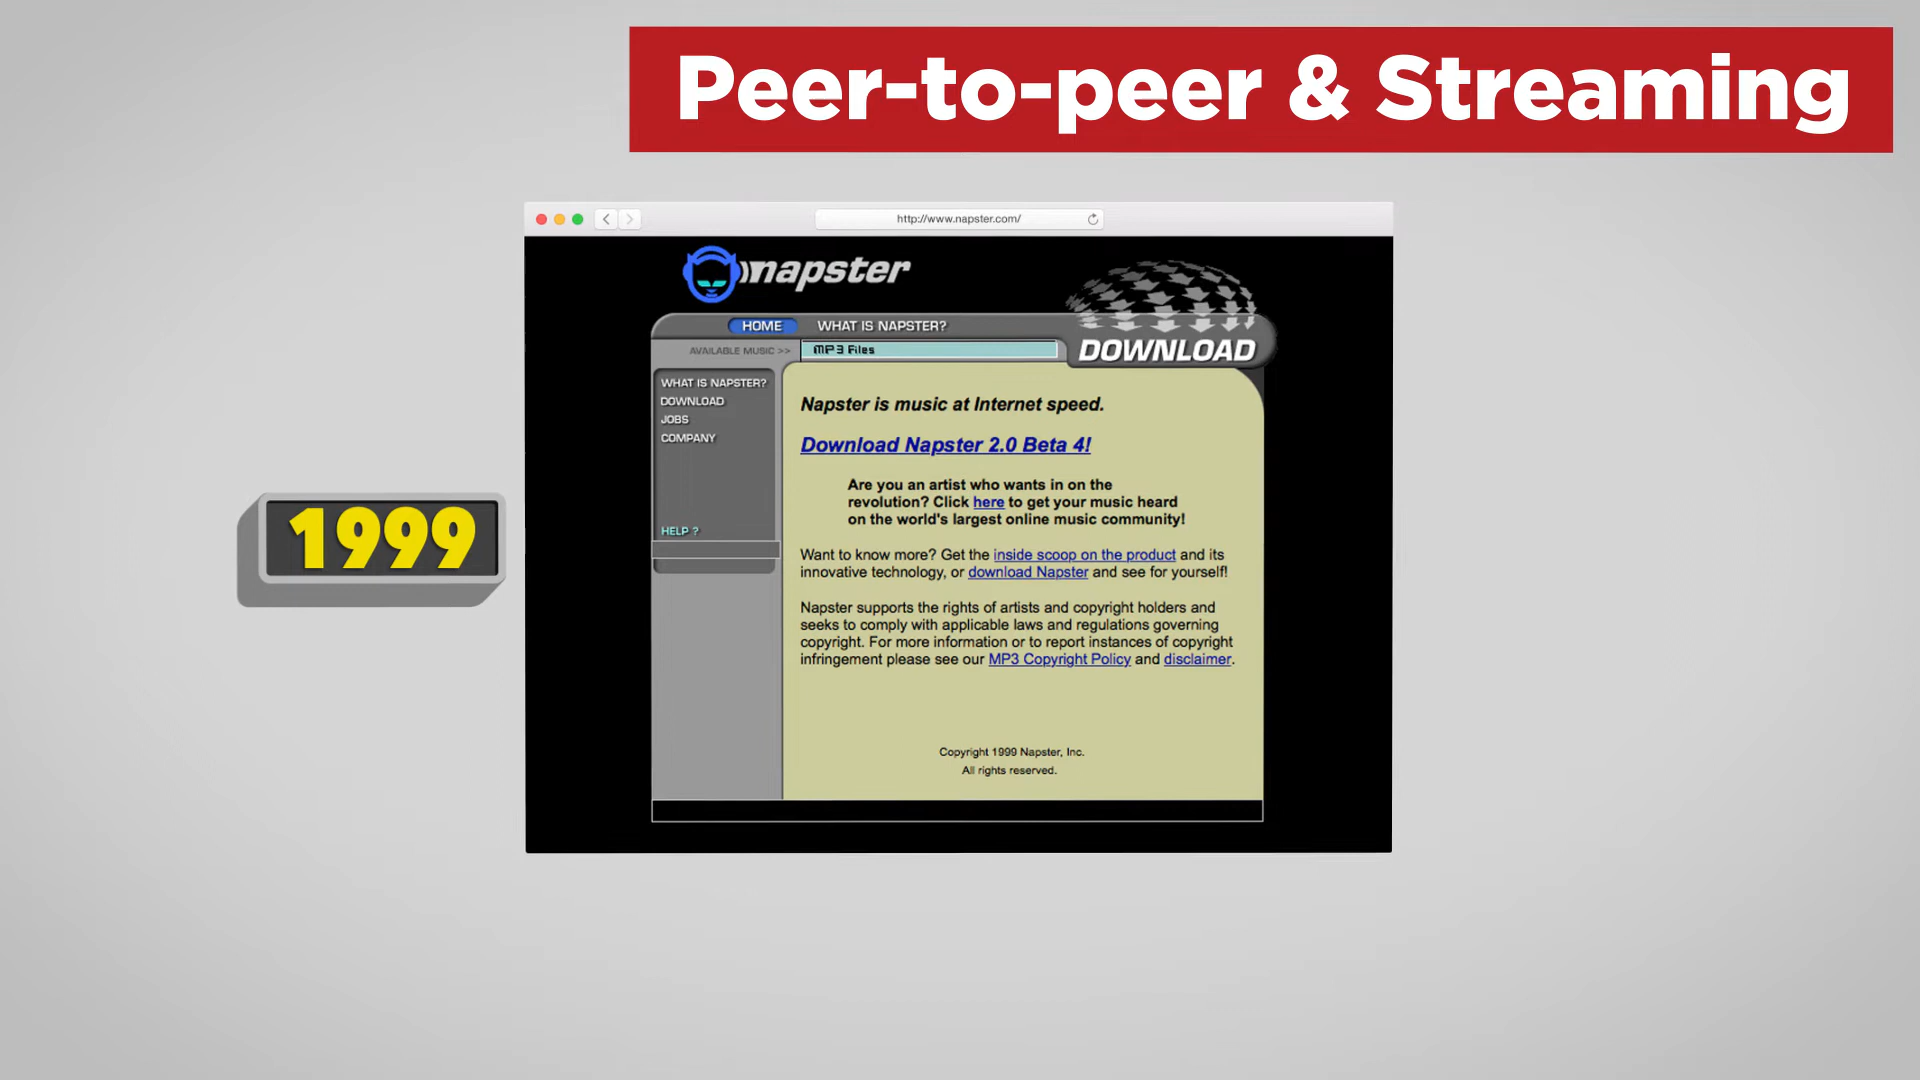 Peer-to-peer & Streaming
http://www.napster.com/
napster
HOME WHAT IS NAPSTER?
AVAILABLE MUSIC >> MP3 Files
DOWNLOAD
WHAT IS NAPSTER?
DOWNLOAD
JOBS
COMPANY
HELP ?
1999
Napster is music at Internet speed.
Download Napster 2.0 Beta 4!
Are you an artist who wants in on the
revolution? Click here to get your music heard
on the world's largest online music community!
Want to know more? Get the inside scoop on the product and its
innovative technology, or download Napster and see for yourself!
Napster supports the rights of artists and copyright holders and
seeks to comply with applicable laws and regulations governing
copyright. For more information or to report instances of copyright
infringement please see our MP3 Copyright Policy and disclaimer.
Copyright 1999 Napster, Inc.
All rights reserved.